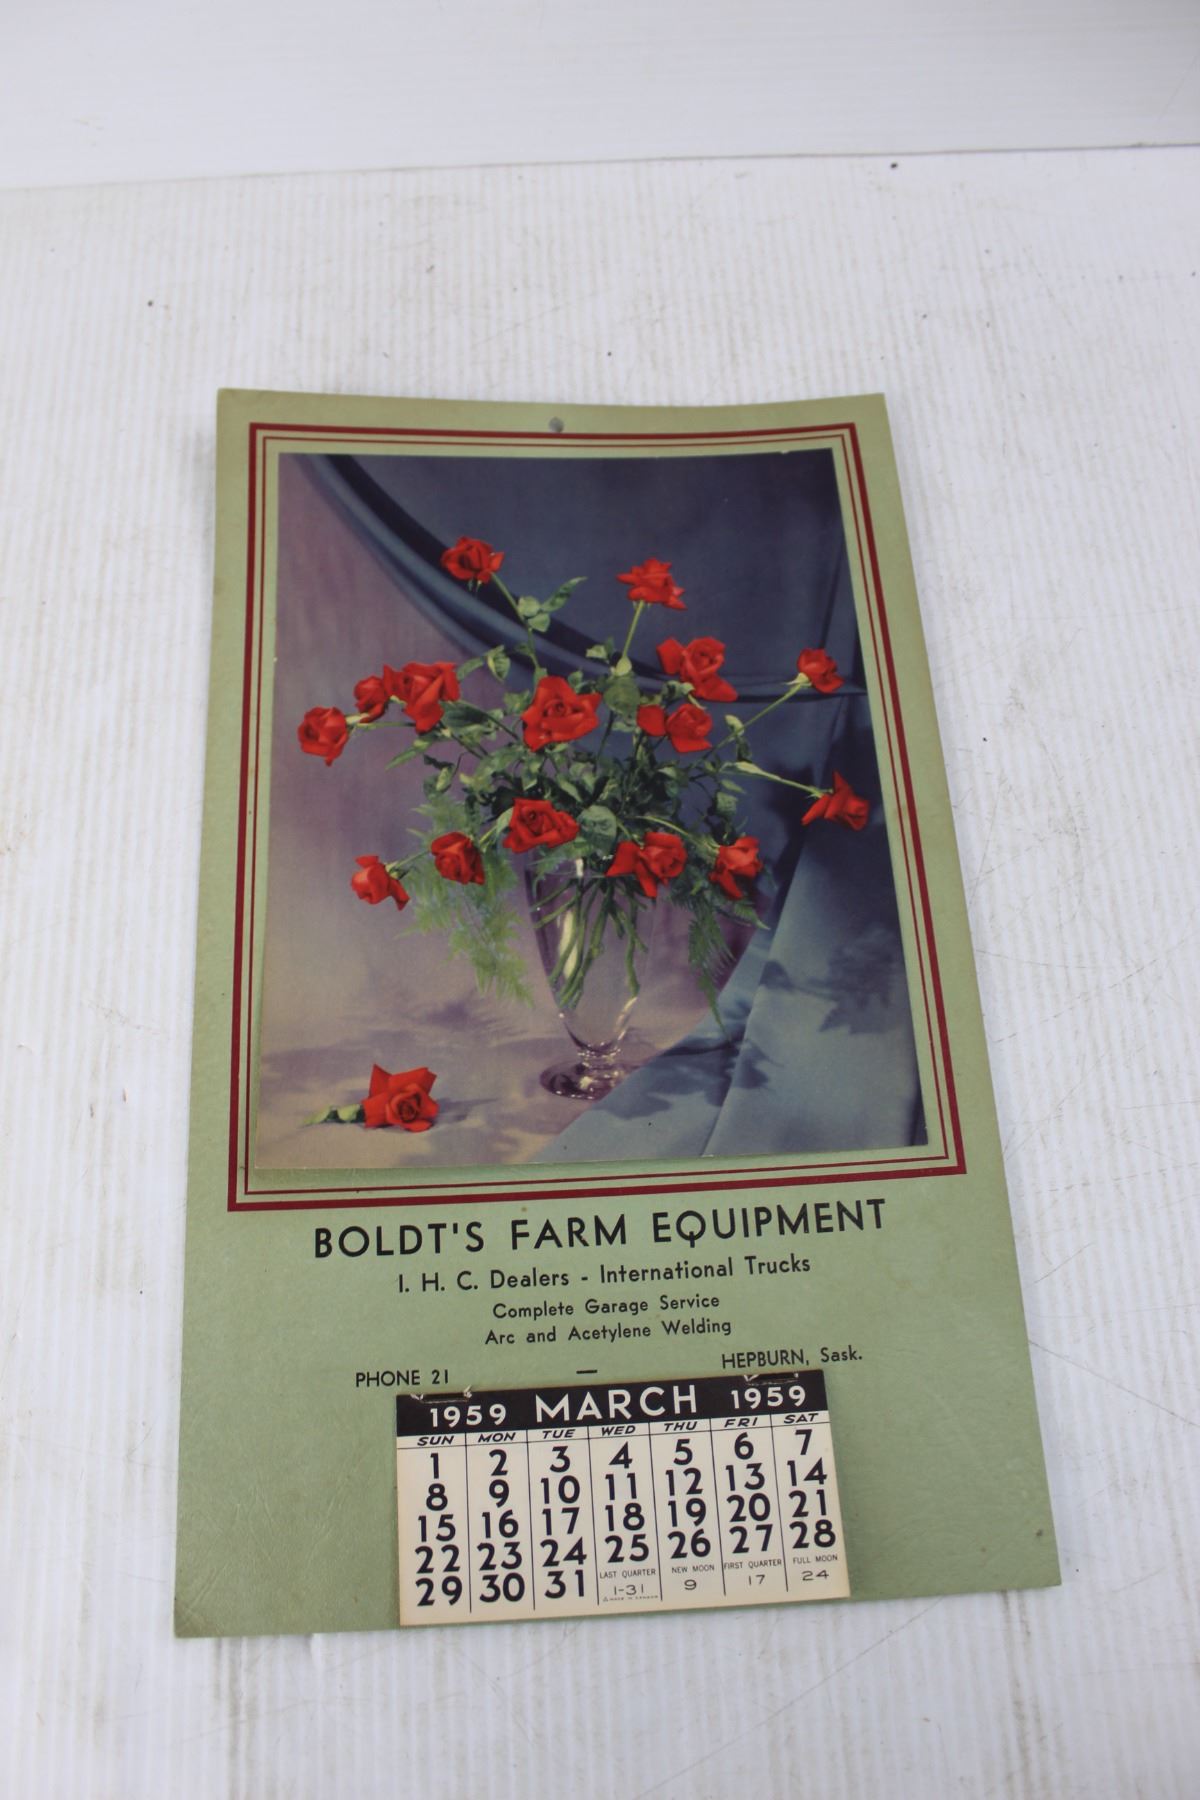 BOLDT'S FARM EQUIPMENT
I. H. C. Dealers - International Trucks
Complete Garage Service
Arc and Acetylene Welding
PHONE 21 — HEPBURN, Sask.
1959 MARCH 1959
SUN MON TUE WED THU FRI SAT
1 2 3 4 5 6 7
8 9 10 11 12 13 14
15 16 17 18 19 20 21
22 23 24 25 26 27 28
29 30 31
LAST QUARTER NEW MOON FIRST QUARTER FULL MOON
1-31 9 17 24
MADE IN CANADA